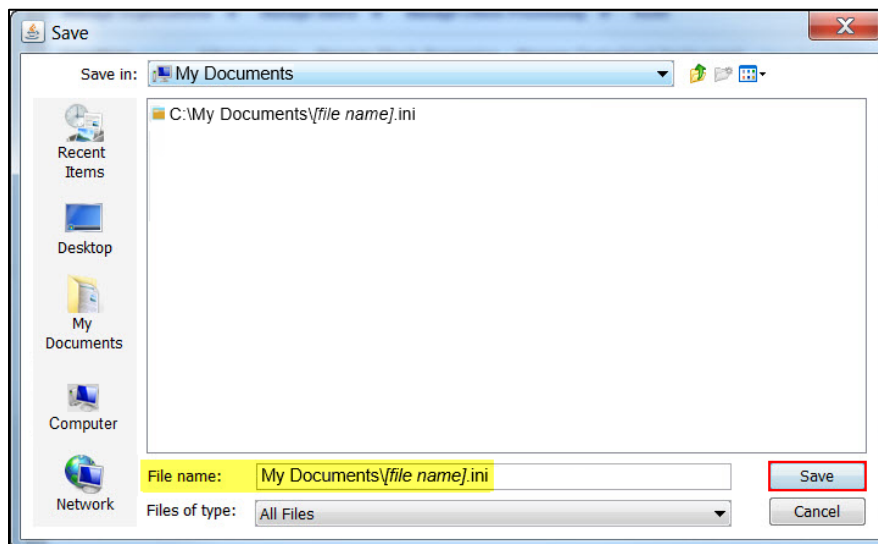 Save
Save in: My Documents
C:\My Documents\[file name].ini
Recent
Items
Desktop
My
Documents
Computer
Network
File name: My Documents\[file name].ini
Save
Files of type: All Files
Cancel